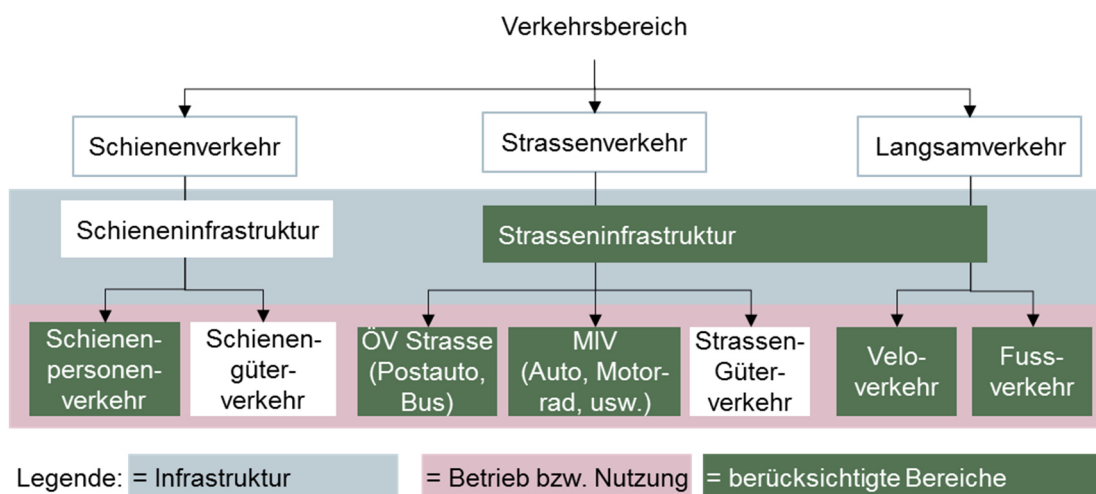 Verkehrsbereich
Schienenverkehr
Strassenverkehr
Langsamverkehr
Schieneninfrastruktur
Strasseninfrastruktur
Schienen-
personen-
verkehr
Schienen-
güter-
verkehr
ÖV Strasse
(Postauto,
Bus)
MIV
(Auto, Motor-
rad, usw.)
Strassen-
Güter-
verkehr
Velo-
verkehr
Fuss-
verkehr
Legende: = Infrastruktur = Betrieb bzw. Nutzung = berücksichtigte Bereiche